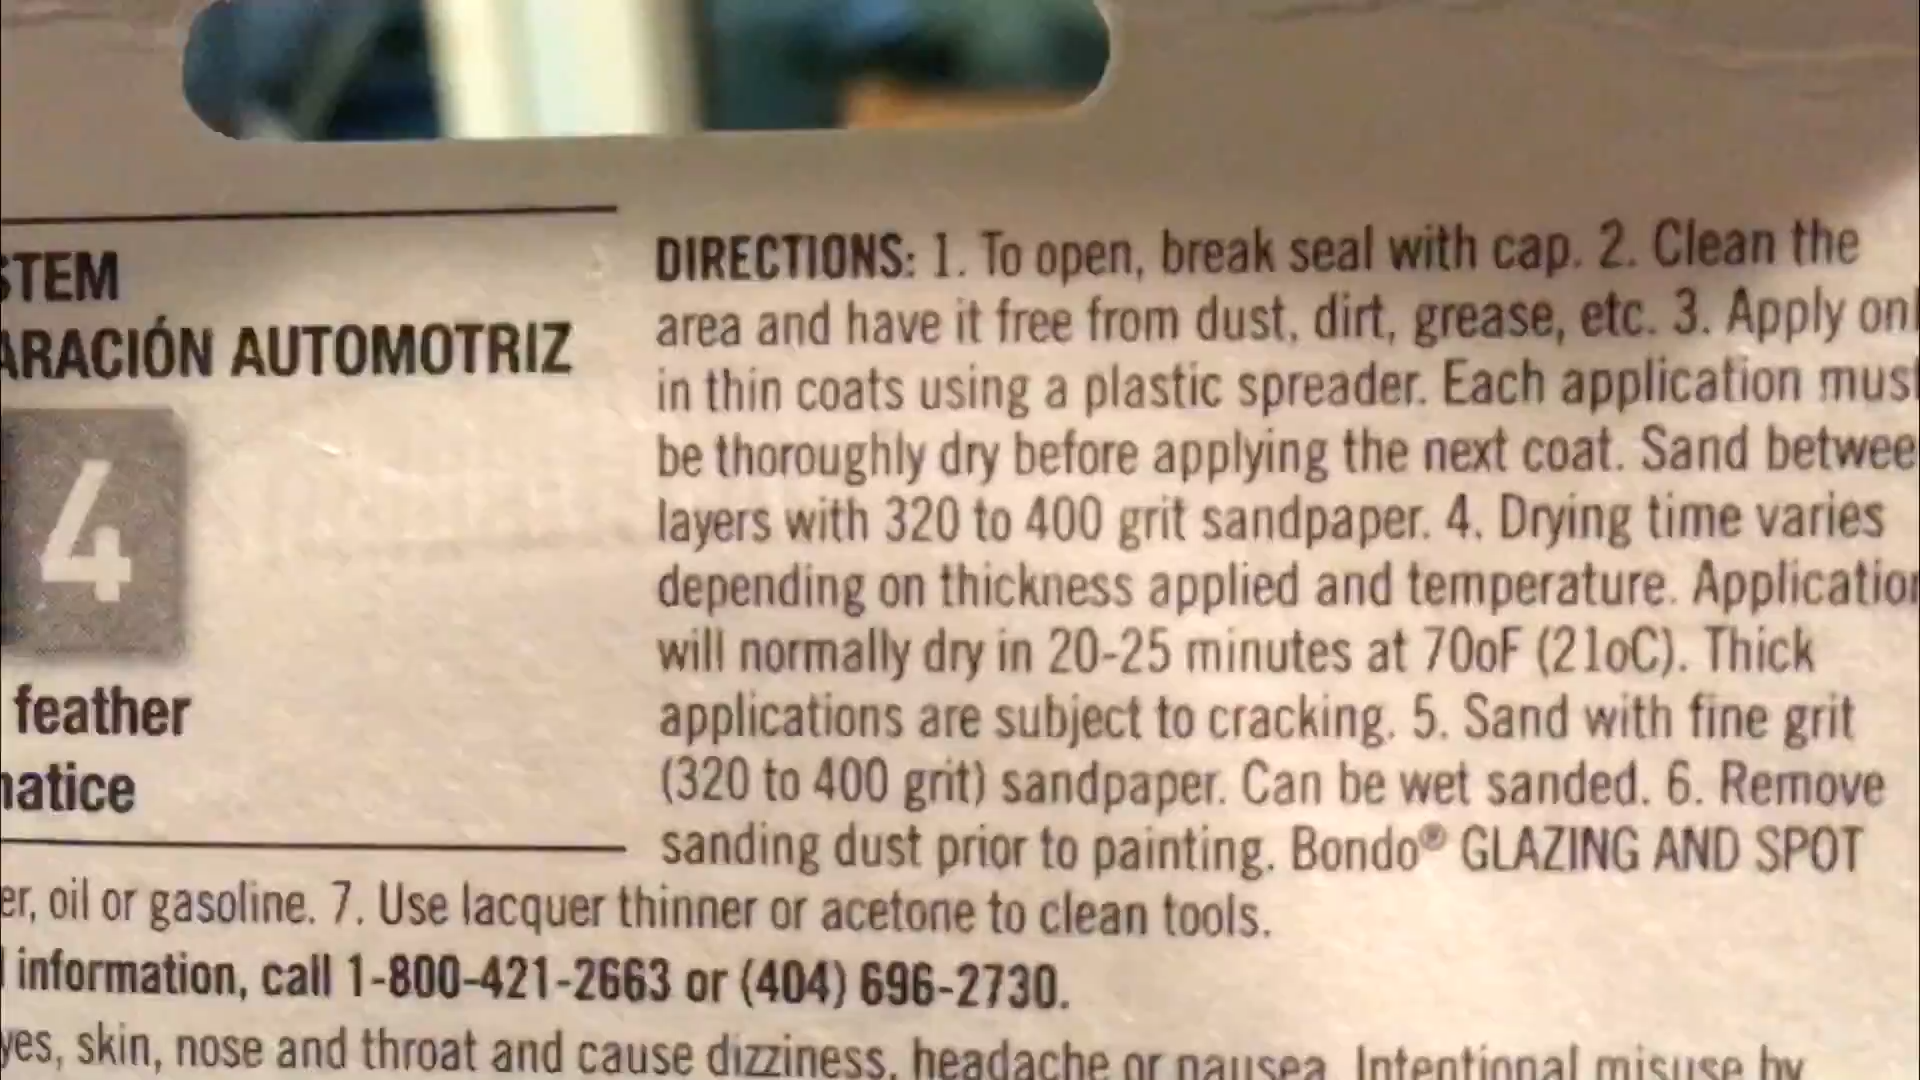 STEM
ARACIÓN AUTOMOTRIZ
4
feather
matice
DIRECTIONS: 1. To open, break seal with cap. 2. Clean the
area and have it free from dust, dirt, grease, etc. 3. Apply onl
in thin coats using a plastic spreader. Each application must
be thoroughly dry before applying the next coat. Sand betwee
layers with 320 to 400 grit sandpaper. 4. Drying time varies
depending on thickness applied and temperature. Application
will normally dry in 20-25 minutes at 70oF (21oC). Thick
applications are subject to cracking. 5. Sand with fine grit
(320 to 400 grit) sandpaper. Can be wet sanded. 6. Remove
sanding dust prior to painting. Bondo® GLAZING AND SPOT
er, oil or gasoline. 7. Use lacquer thinner or acetone to clean tools.
information, call 1-800-421-2663 or (404) 696-2730.
yes, skin, nose and throat and cause dizziness, headache or nausea. Intentional misuse by